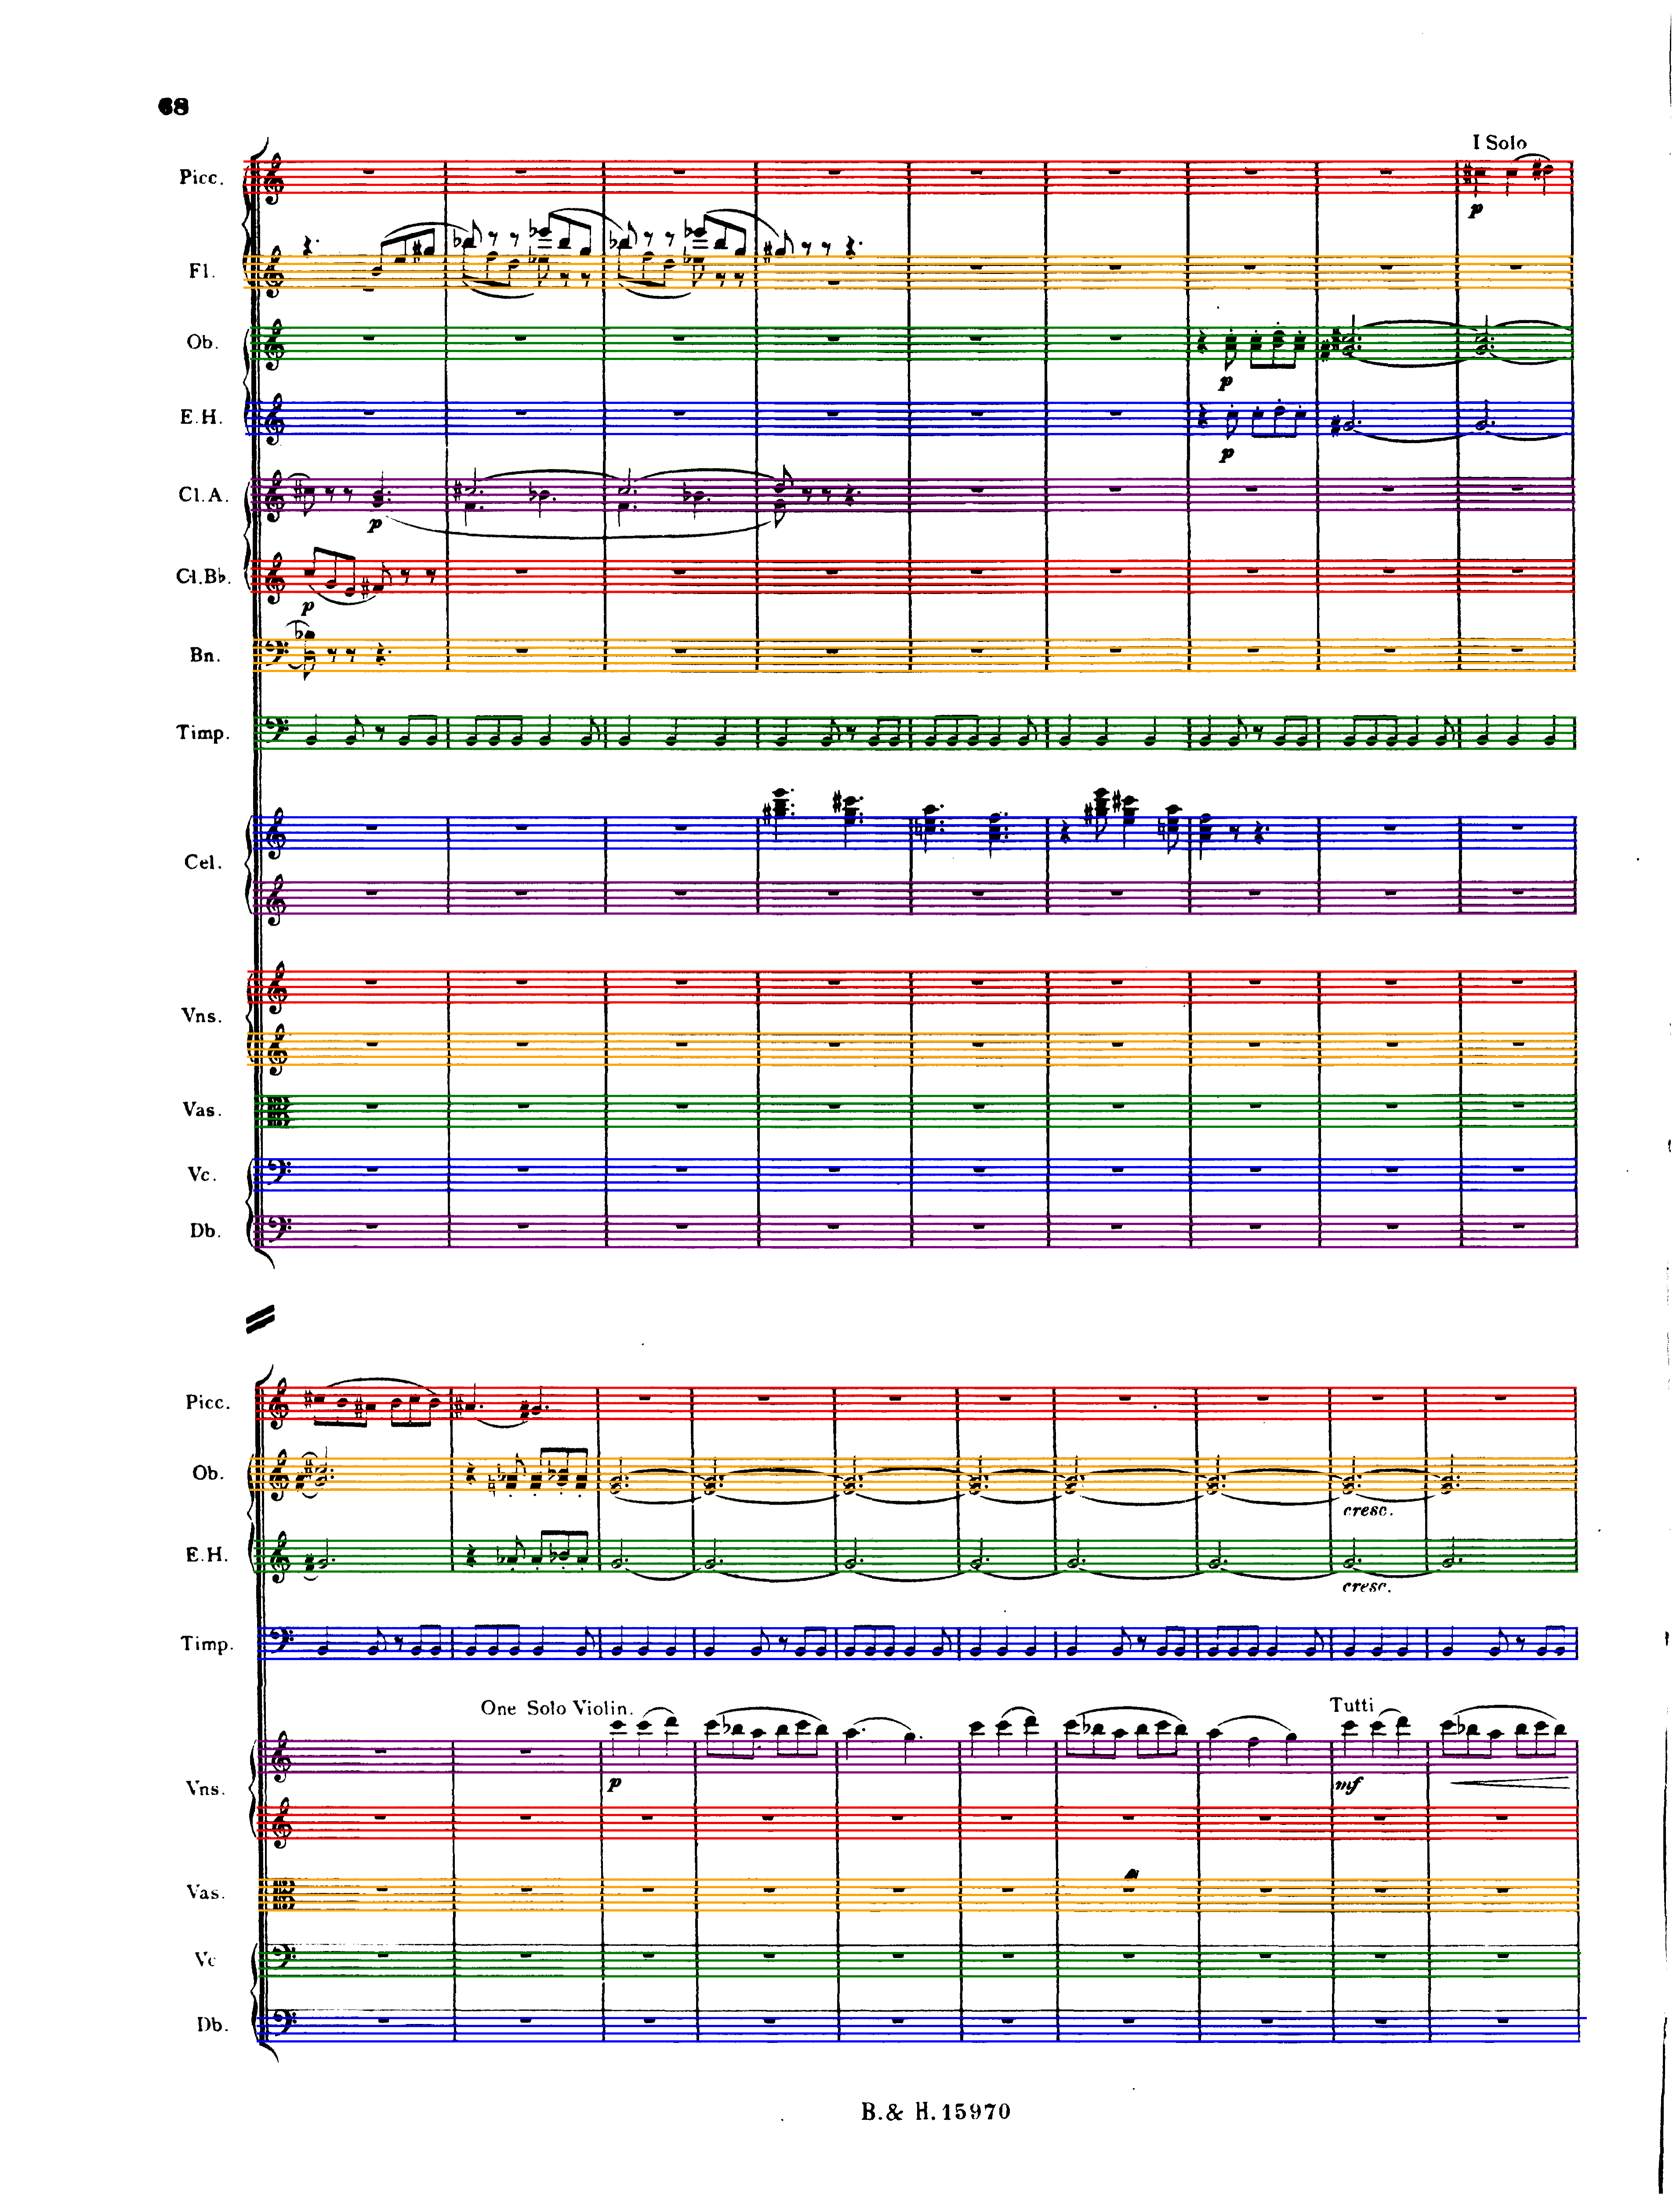 68
I Solo
Picc.
p
Fl.
Ob.
p
E.H.
p
Cl.A.
p
Cl.B♭.
p
Bn.
Timp.
Cel.
Vns.
Vas.
Vc.
Db.
Picc.
Ob.
cresc.
E.H.
cresc.
Timp.
One Solo Violin.
Tutti
Vns.
p
mf
Vas.
Vc
Db.
B.& H.15970